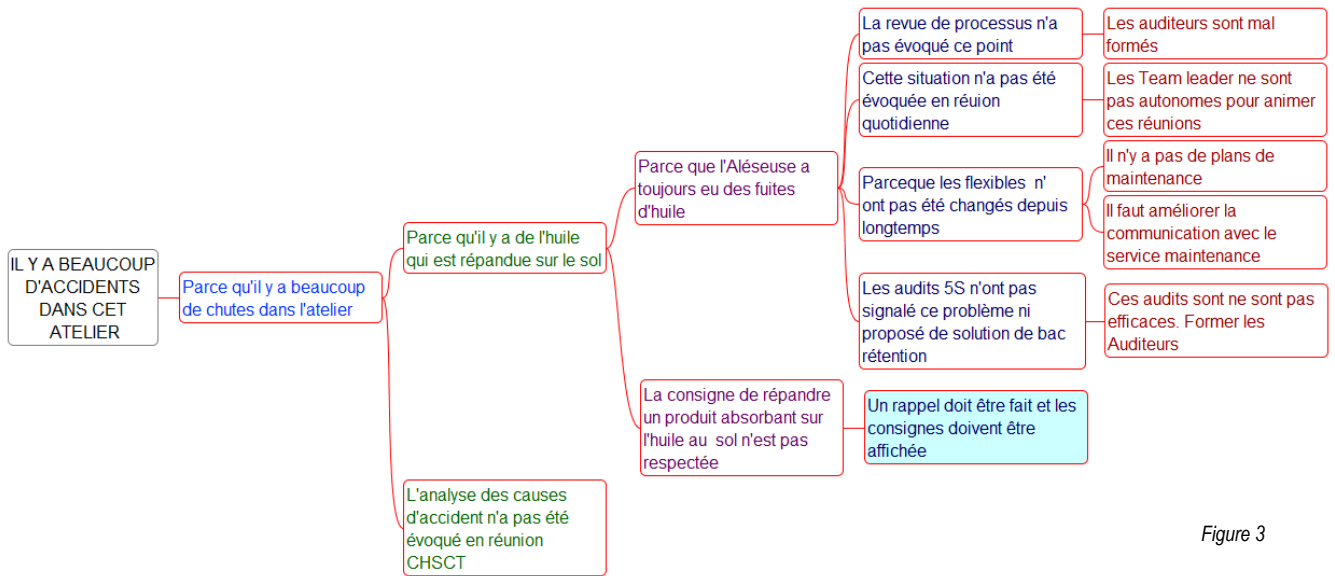 IL Y A BEAUCOUP
D'ACCIDENTS
DANS CET
ATELIER
Parce qu'il y a beaucoup
de chutes dans l'atelier
Parce qu'il y a de l'huile
qui est répandue sur le sol
L'analyse des causes
d'accident n'a pas été
évoqué en réunion
CHSCT
Parce que l'Aléseuse a
toujours eu des fuites
d'huile
La consigne de répandre
un produit absorbant sur
l'huile au sol n'est pas
respectée
La revue de processus n'a
pas évoqué ce point
Cette situation n'a pas été
évoquée en réuion
quotidienne
Parceque les flexibles n'
ont pas été changés depuis
longtemps
Les audits 5S n'ont pas
signalé ce problème ni
proposé de solution de bac
rétention
Un rappel doit être fait et les
consignes doivent être
affichée
Les auditeurs sont mal
formés
Les Team leader ne sont
pas autonomes pour animer
ces réunions
Il n'y a pas de plans de
maintenance
Il faut améliorer la
communication avec le
service maintenance
Ces audits sont ne sont pas
efficaces. Former les
Auditeurs
Figure 3